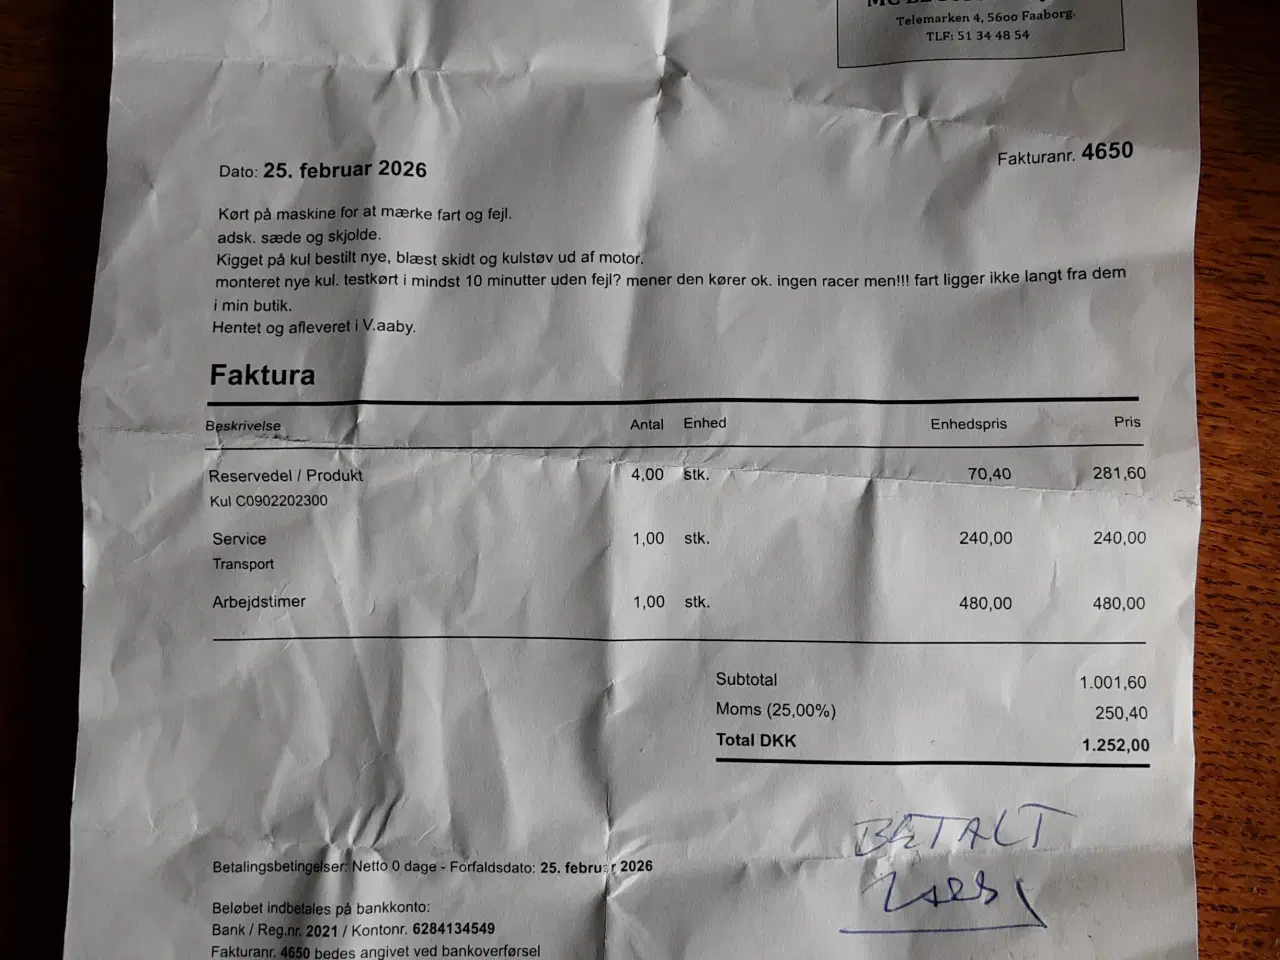 Telemarken 4, 5600 Faaborg.
TLF: 51 34 48 54
Fakturanr. 4650
Dato: 25. februar 2026
Kørt på maskine for at mærke fart og fejl.
adsk. sæde og skjolde.
Kigget på kul bestilt nye, blæst skidt og kulstøv ud af motor.
monteret nye kul. testkørt i mindst 10 minutter uden fejl? mener den kører ok. ingen racer men!!! fart ligger ikke langt fra dem
i min butik.
Hentet og afleveret i V.aaby.
Faktura
Beskrivelse Antal Enhed Enhedspris Pris
Reservedel / Produkt 4,00 stk. 70,40 281,60
Kul C0902202300
Service 1,00 stk. 240,00 240,00
Transport
Arbejdstimer 1,00 stk. 480,00 480,00
Subtotal 1.001,60
Moms (25,00%) 250,40
Total DKK 1.252,00
BETALT
Betalingsbetingelser: Netto 0 dage - Forfaldsdato: 25. februar 2026
Beløbet indbetales på bankkonto:
Bank / Reg.nr. 2021 / Kontonr. 6284134549
Fakturanr. 4650 bedes angivet ved bankoverførsel